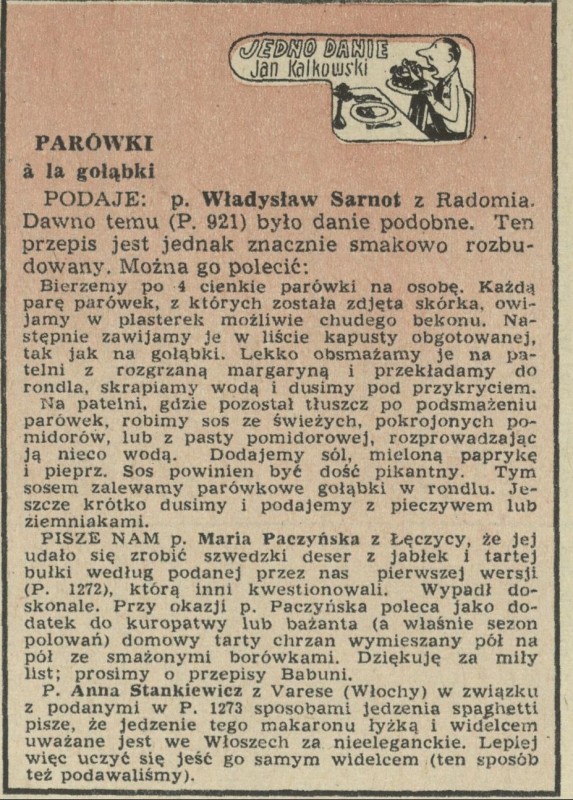 JEDNO DANIE
Jan Kalkowski
PARÓWKI
à la gołąbki
PODAJE: p. Władysław Sarnot z Radomia.
Dawno temu (P. 921) było danie podobne. Ten
przepis jest jednak znacznie smakowo rozbu-
dowany. Można go polecić:
Bierzemy po 4 cienkie parówki na osobę. Każdą
parę parówek, z których została zdjęta skórka, owi-
jamy w plasterek możliwie chudego bekonu. Na-
stępnie zawijamy je w liście kapusty obgotowanej,
tak jak na gołąbki. Lekko obsmażamy je na pa-
telni z rozgrzaną margaryną i przekładamy do
rondla, skrapiamy wodą i dusimy pod przykryciem.
Na patelni, gdzie pozostał tłuszcz po podsmażeniu
parówek, robimy sos ze świeżych, pokrojonych po-
midorów, lub z pasty pomidorowej, rozprowadzając
ją nieco wodą. Dodajemy sól, mieloną paprykę
i pieprz. Sos powinien być dość pikantny. Tym
sosem zalewamy parówkowe gołąbki w rondlu. Je-
szcze krótko dusimy i podajemy z pieczywem lub
ziemniakami.
PISZE NAM p. Maria Paczyńska z Łęczycy, że jej
udało się zrobić szwedzki deser z jabłek i tartej
bułki według podanej przez nas pierwszej wersji
(P. 1272), którą inni kwestionowali. Wypadł do-
skonale. Przy okazji p. Paczyńska poleca jako do-
datek do kuropatwy lub bażanta (a właśnie sezon
polowań) domowy tarty chrzan wymieszany pół na
pół ze smażonymi borówkami. Dziękuję za miły
list; prosimy o przepisy Babuni.
P. Anna Stankiewicz z Varese (Włochy) w związku
z podanymi w P. 1273 sposobami jedzenia spaghetti
pisze, że jedzenie tego makaronu łyżką i widelcem
uważane jest we Włoszech za nieeleganckie. Lepiej
więc uczyć się jeść go samym widelcem (ten sposób
też podawaliśmy).